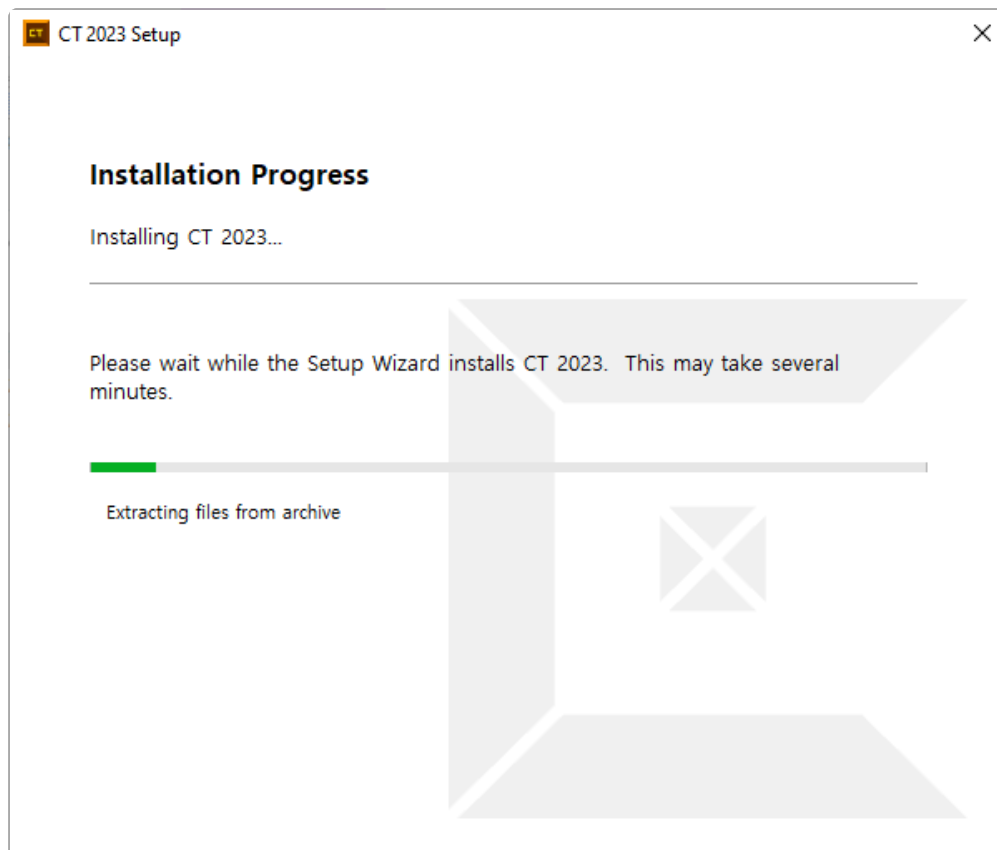 CT CT 2023 Setup
Installation Progress
Installing CT 2023...
Please wait while the Setup Wizard installs CT 2023. This may take several
minutes.
Extracting files from archive